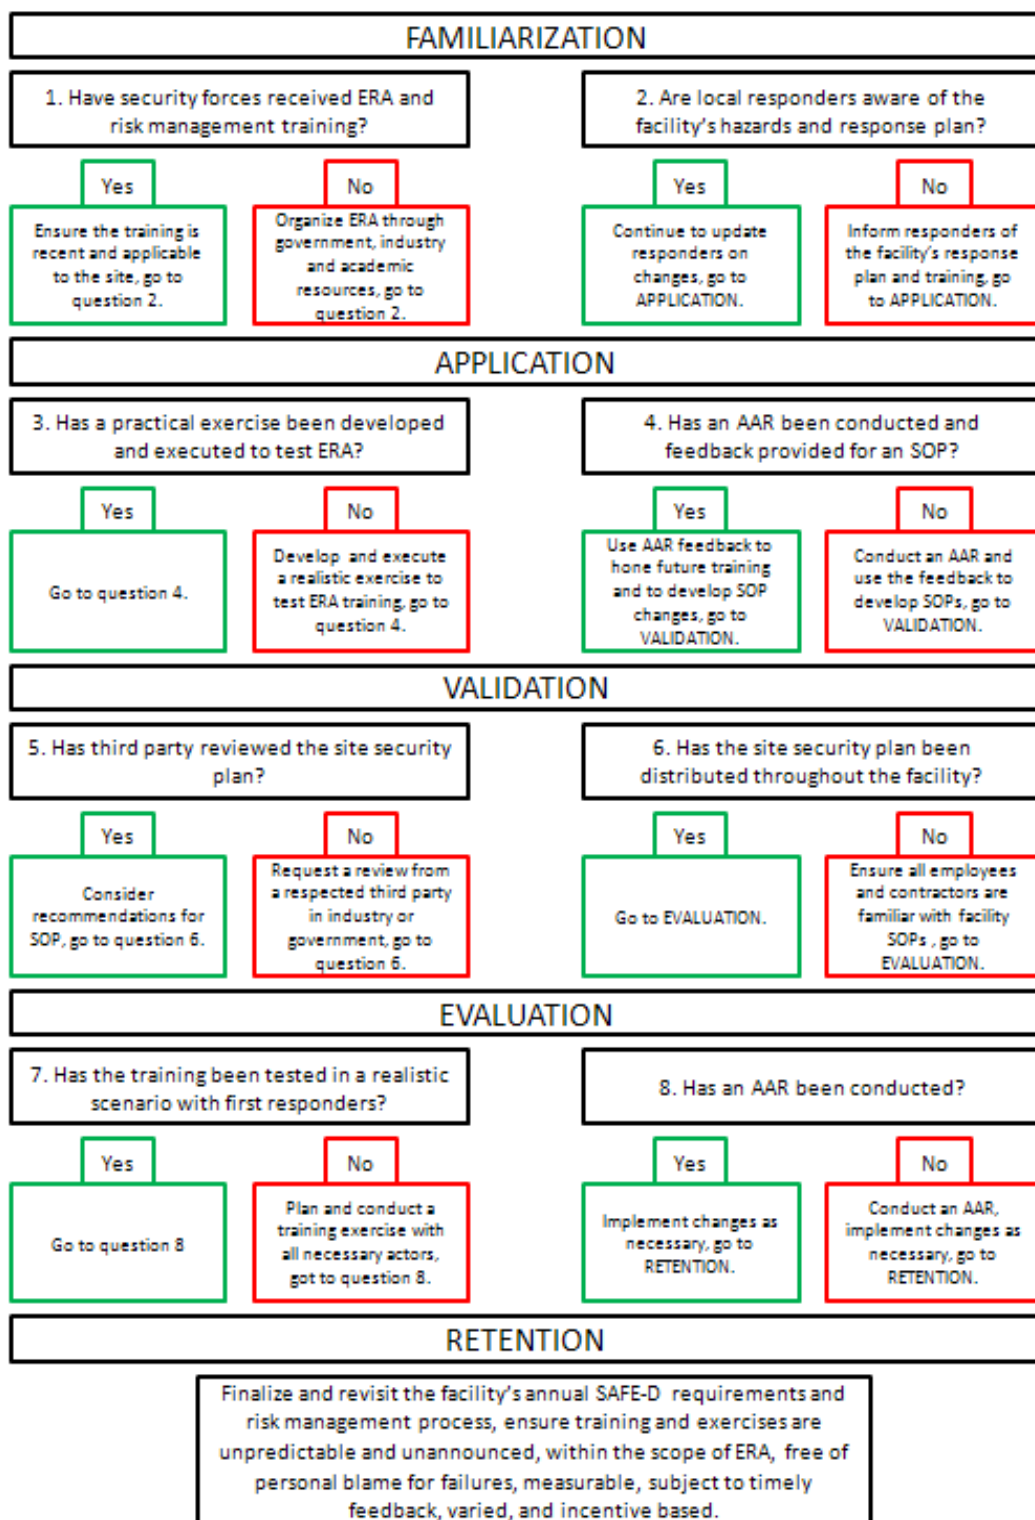 FAMILIARIZATION
1. Have security forces received ERA and
risk management training?
Yes
Ensure the training is
recent and applicable
to the site, go to
question 2.
No
Organize ERA through
government, industry
and academic
resources, go to
question 2.
2. Are local responders aware of the
facility's hazards and response plan?
Yes
Continue to update
responders on
changes, go to
APPLICATION.
No
Inform responders of
the facility's response
plan and training, go
to APPLICATION.
APPLICATION
3. Has a practical exercise been developed
and executed to test ERA?
Yes
Go to question 4.
No
Develop and execute
a realistic exercise to
test ERA training, go to
question 4.
4. Has an AAR been conducted and
feedback provided for an SOP?
Yes
Use AAR feedback to
hone future training
and to develop SOP
changes, go to
VALIDATION.
No
Conduct an AAR and
use the feedback to
develop SOPs, go to
VALIDATION.
VALIDATION
5. Has third party reviewed the site security
plan?
Yes
Consider
recommendations for
SOP, go to question 6.
No
Request a review from
a respected third party
in industry or
government, go to
question 6.
6. Has the site security plan been
distributed throughout the facility?
Yes
Go to EVALUATION.
No
Ensure all employees
and contractors are
familiar with facility
SOPs , go to
EVALUATION.
EVALUATION
7. Has the training been tested in a realistic
scenario with first responders?
Yes
Go to question 8
No
Plan and conduct a
training exercise with
all necessary actors,
got to question 8.
8. Has an AAR been conducted?
Yes
Implement changes as
necessary, go to
RETENTION.
No
Conduct an AAR,
implement changes as
necessary, go to
RETENTION.
RETENTION
Finalize and revisit the facility's annual SAFE-D requirements and
risk management process, ensure training and exercises are
unpredictable and unannounced, within the scope of ERA, free of
personal blame for failures, measurable, subject to timely
feedback, varied, and incentive based.